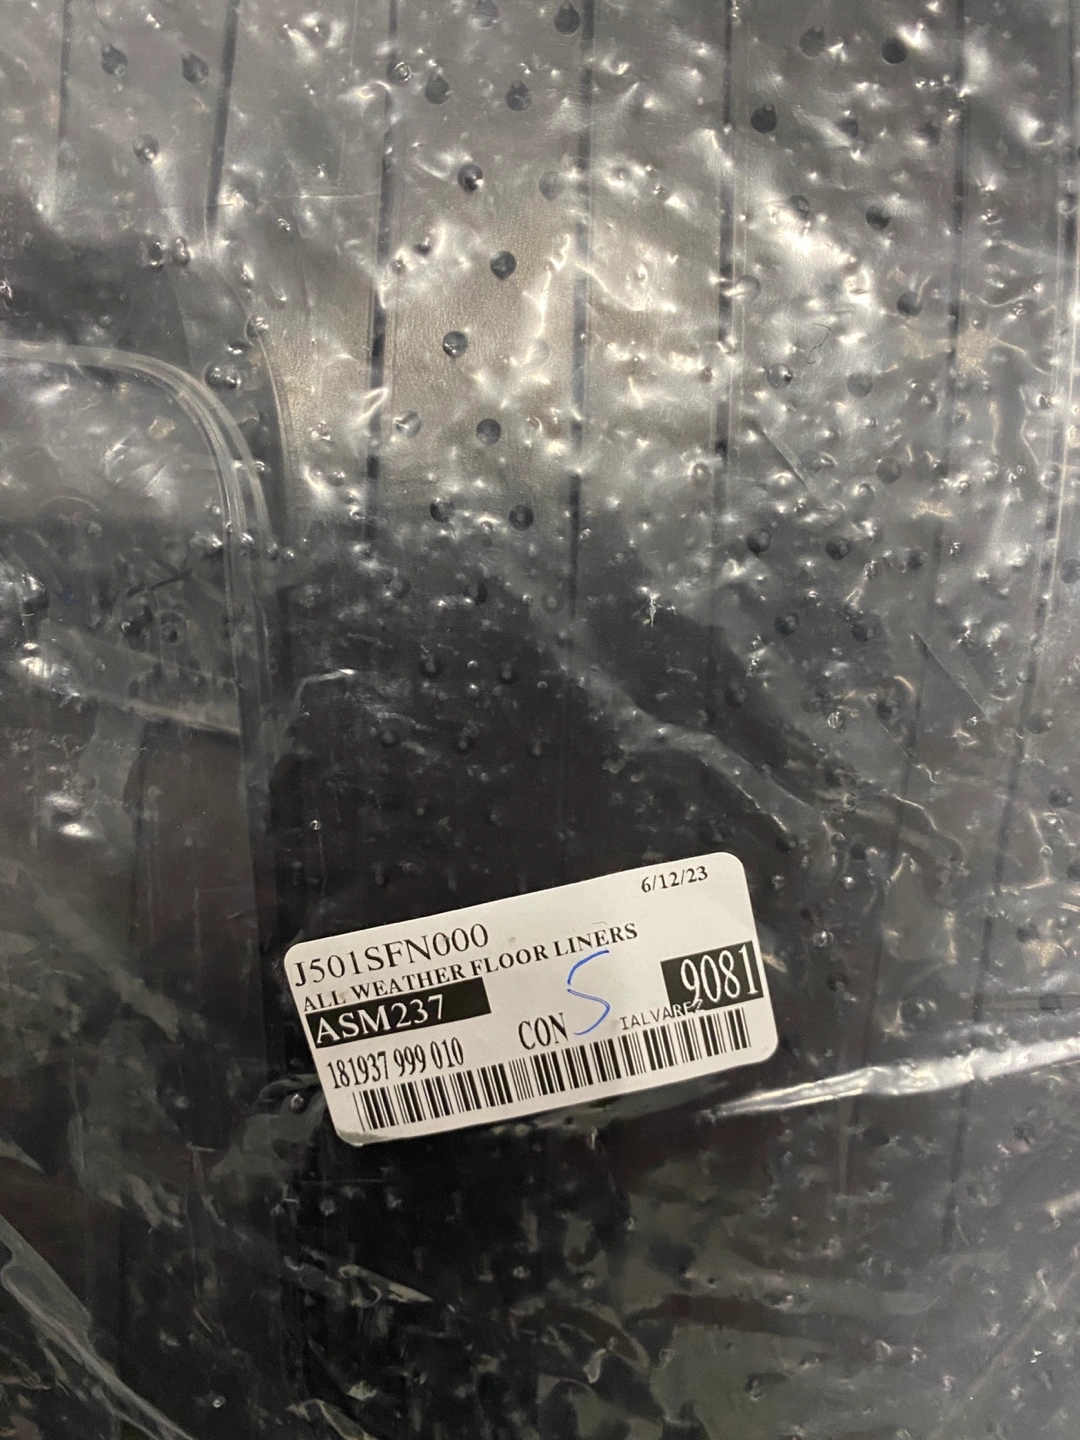 6/12/23
J501SFN000
ALL WEATHER FLOOR LINERS
ASM237
9081
CON S
IALVAREZ
181937 999 010